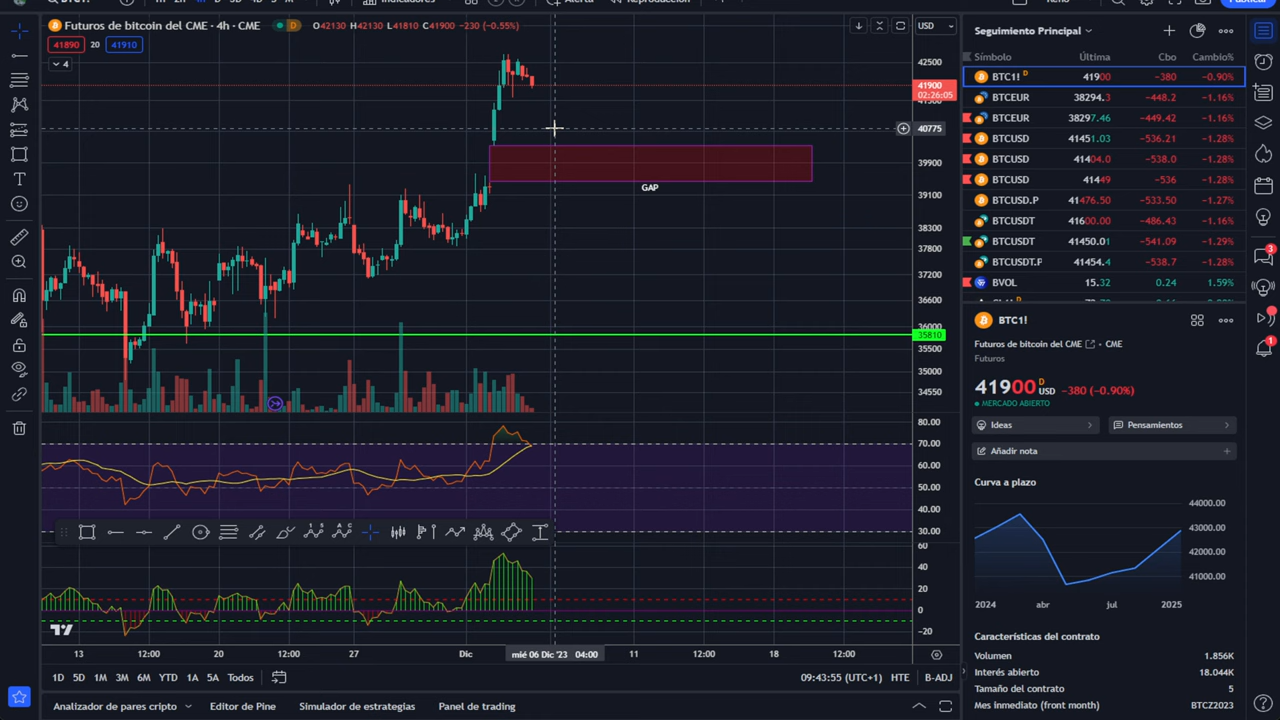 Futuros de bitcoin del CME · 4h · CME D O42130 H42130 L41810 C41900 −230 (−0.55%)
41890 20 41910
4
USD
42500
41900
02:26:05
40775
39900
39100
38300
37800
37200
36600
36000
35810
35500
35000
34550
GAP
80.00
70.00
60.00
50.00
40.00
30.00
60
40
20
0
−20
13 12:00 20 12:00 27 Dic mié 06 Dic '23 04:00 11 12:00 18 12:00
1D 5D 1M 3M 6M YTD 1A 5A Todos 09:43:55 (UTC+1) HTE B-ADJ
Analizador de pares cripto Editor de Pine Simulador de estrategias Panel de trading
Seguimiento Principal
Símbolo Última Cbo Cambio%
BTC1! D 41900 −380 −0.90%
BTCEUR 38294.3 −448.2 −1.16%
BTCEUR 38297.46 −449.42 −1.16%
BTCUSD 41451.03 −536.21 −1.28%
BTCUSD 41404.0 −538.0 −1.28%
BTCUSD 41449 −536 −1.28%
BTCUSD.P 41476.50 −533.50 −1.27%
BTCUSDT 41600.00 −486.43 −1.16%
BTCUSDT 41450.01 −541.09 −1.29%
BTCUSDT.P 41454.4 −538.7 −1.28%
BVOL 15.32 0.24 1.59%
BTC1!
Futuros de bitcoin del CME · CME
Futuros
41900 D USD −380 (−0.90%)
MERCADO ABIERTO
Ideas Pensamientos
Añadir nota
Curva a plazo
44000.00
43000.00
42000.00
41000.00
2024 abr jul 2025
Características del contrato
Volumen 1.856K
Interés abierto 18.044K
Tamaño del contrato 5
Mes inmediato (front month) BTCZ2023
3
1